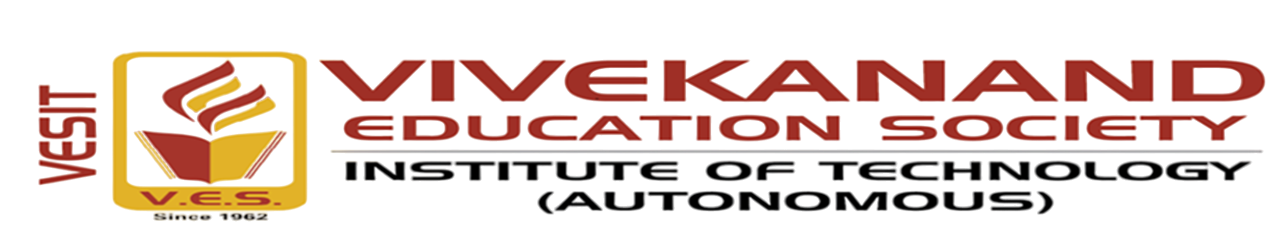 VESIT
V.E.S.
Since 1962
VIVEKANAND
EDUCATION SOCIETY
INSTITUTE OF TECHNOLOGY
(AUTONOMOUS)